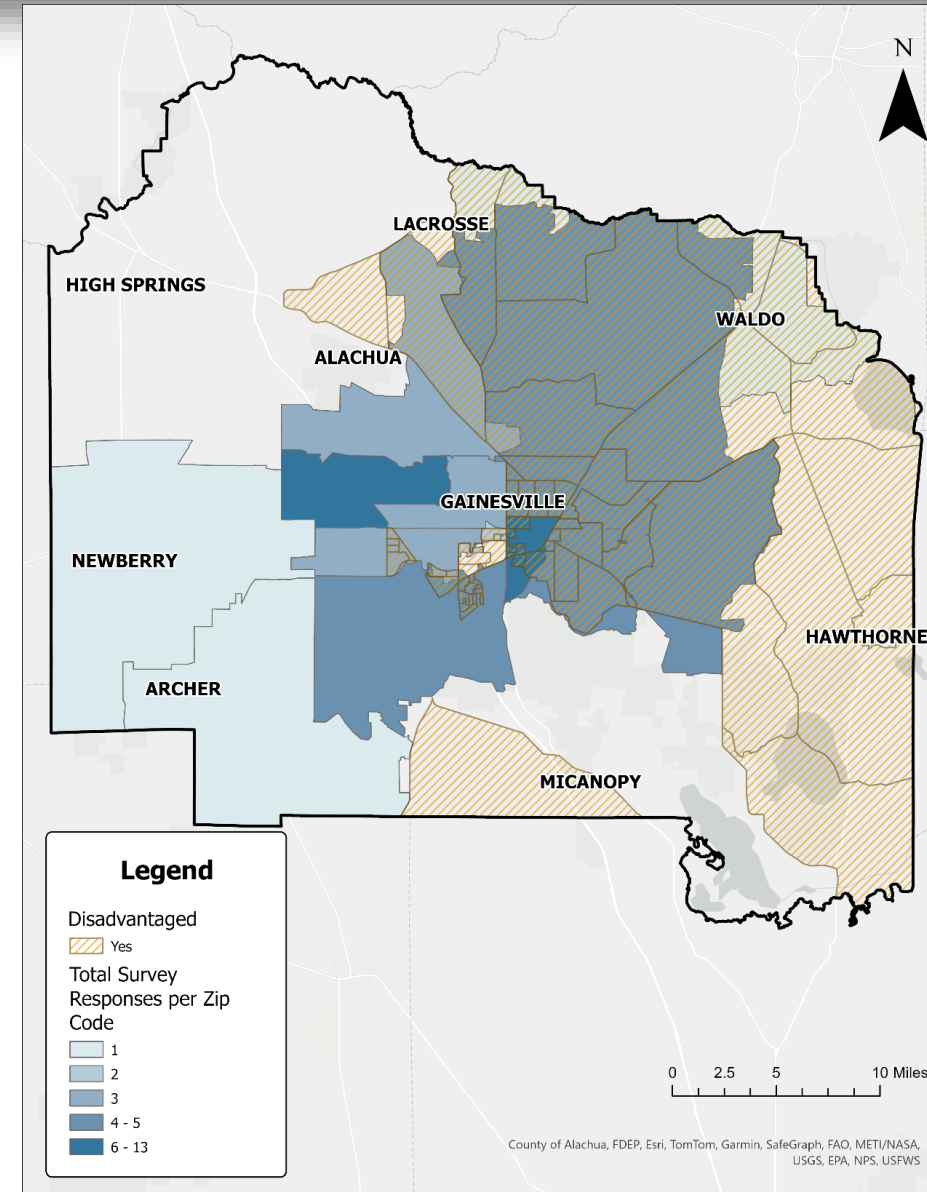 N
LACROSSE
HIGH SPRINGS
WALDO
ALACHUA
GAINESVILLE
NEWBERRY
HAWTHORNE
ARCHER
MICANOPY
Legend
Disadvantaged
Yes
Total Survey
Responses per Zip
Code
1
2
3
4 - 5
6 - 13
0 2.5 5 10 Miles
County of Alachua, FDEP, Esri, TomTom, Garmin, SafeGraph, FAO, METI/NASA,
USGS, EPA, NPS, USFWS